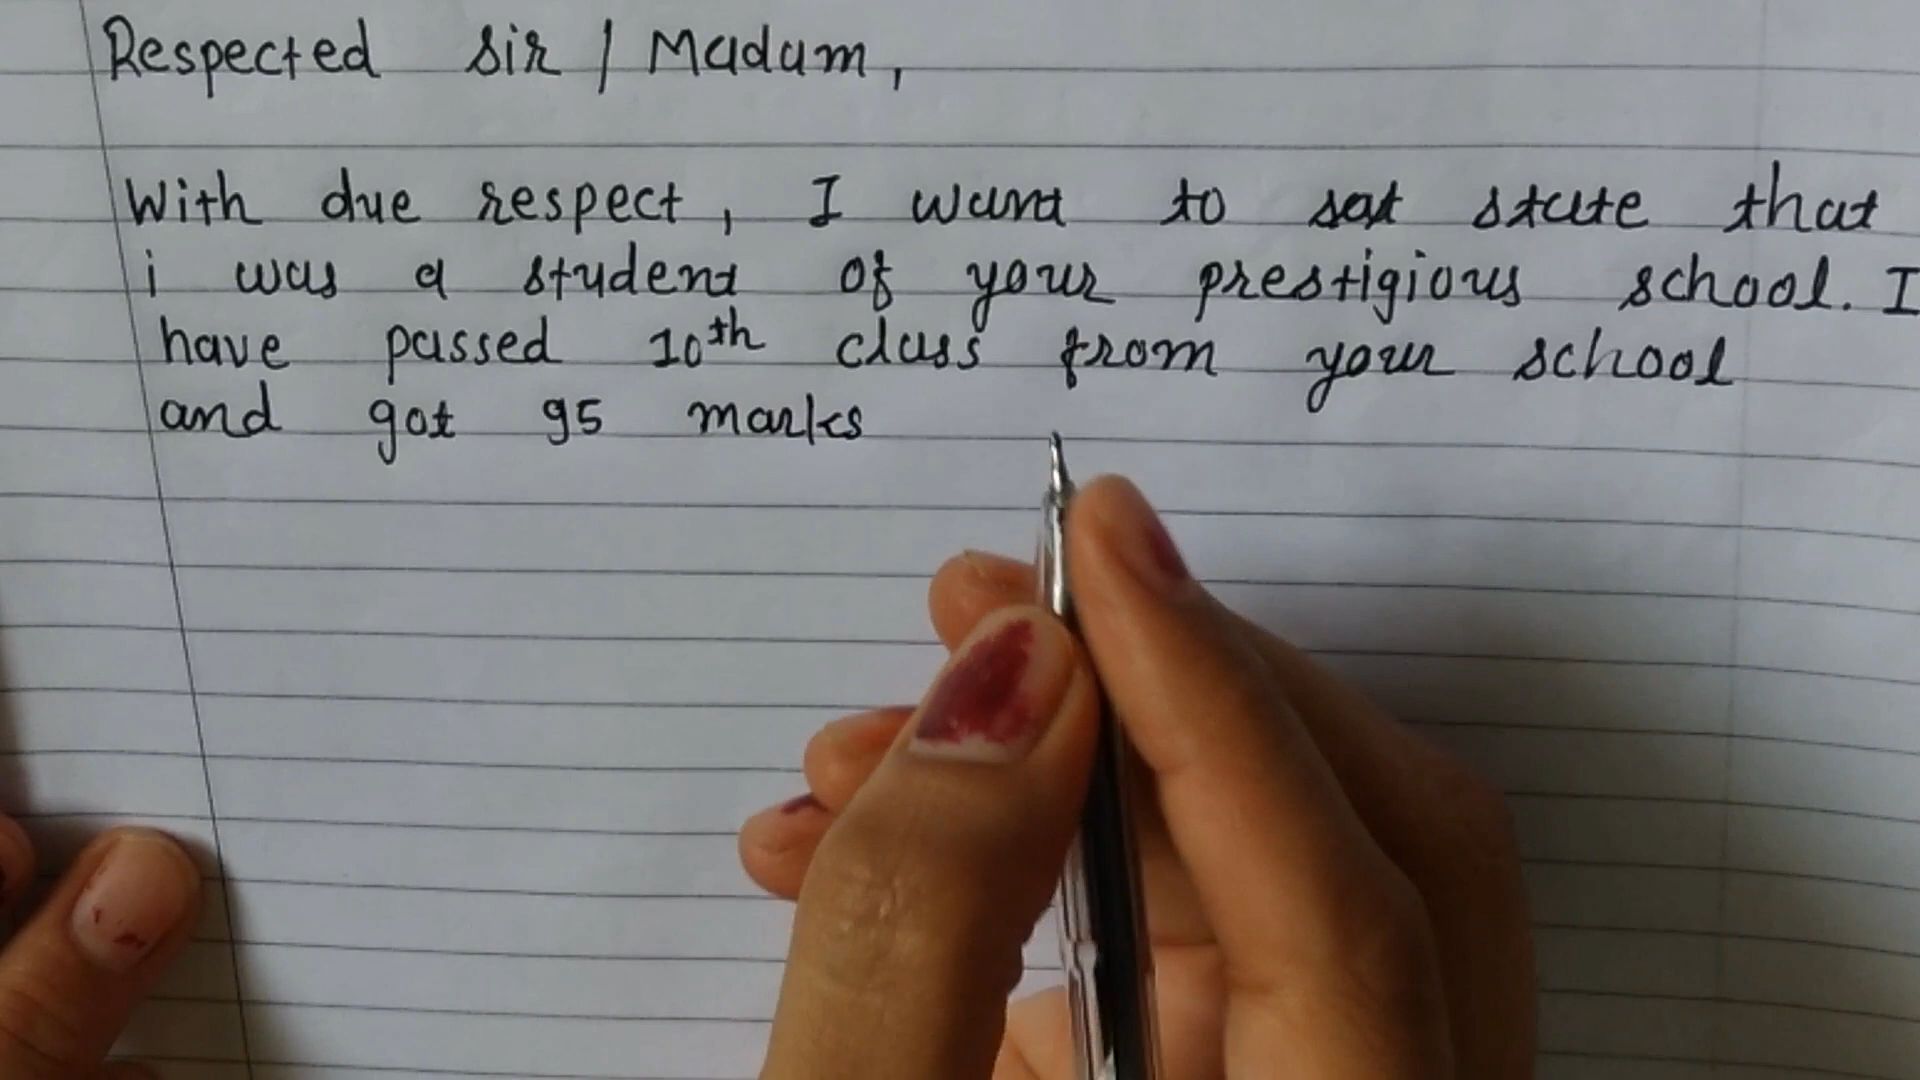 Respected Sir / Madam,
With due respect, I want to sat state that
i was a student of your prestigious school. I
have passed 10th class from your school
and got 95 marks